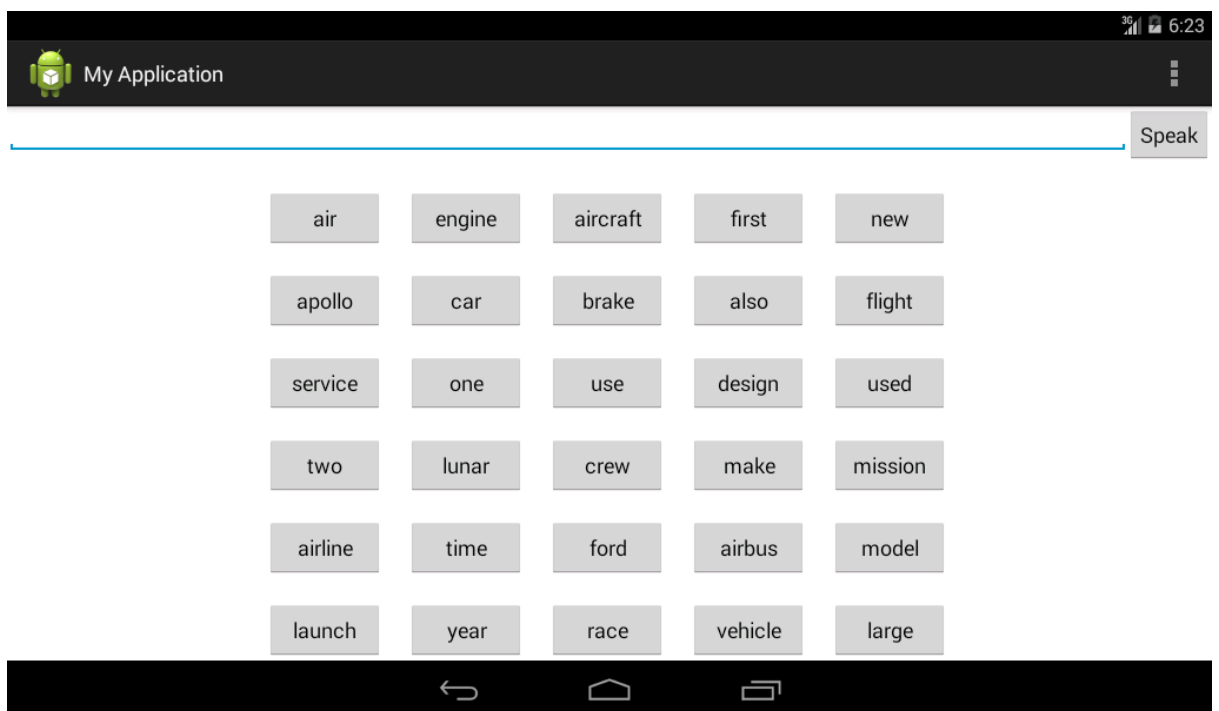 3G 6:23
My Application
Speak
air engine aircraft first new
apollo car brake also flight
service one use design used
two lunar crew make mission
airline time ford airbus model
launch year race vehicle large